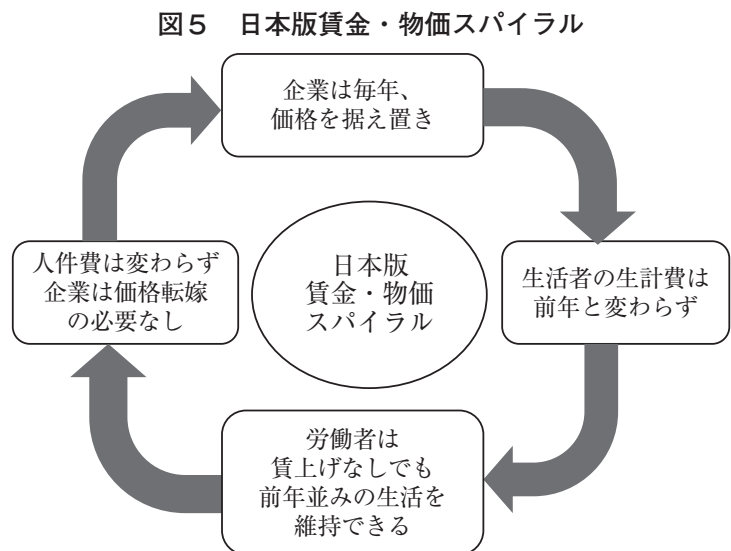 図5 日本版賃金・物価スパイラル
企業は毎年、
価格を据え置き
生活者の生計費は
前年と変わらず
労働者は
賃上げなしでも
前年並みの生活を
維持できる
人件費は変わらず
企業は価格転嫁
の必要なし
日本版
賃金・物価
スパイラル